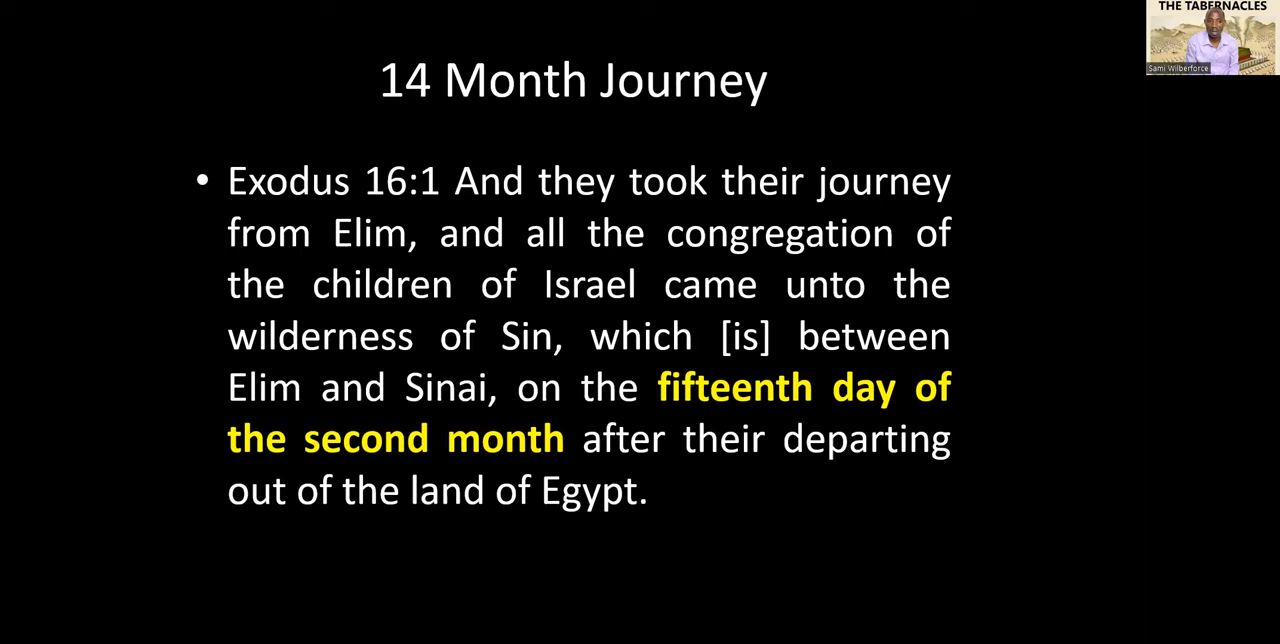 THE TABERNACLES
Sami Wilberforce
14 Month Journey
• Exodus 16:1 And they took their journey
from Elim, and all the congregation of
the children of Israel came unto the
wilderness of Sin, which [is] between
Elim and Sinai, on the fifteenth day of
the second month after their departing
out of the land of Egypt.